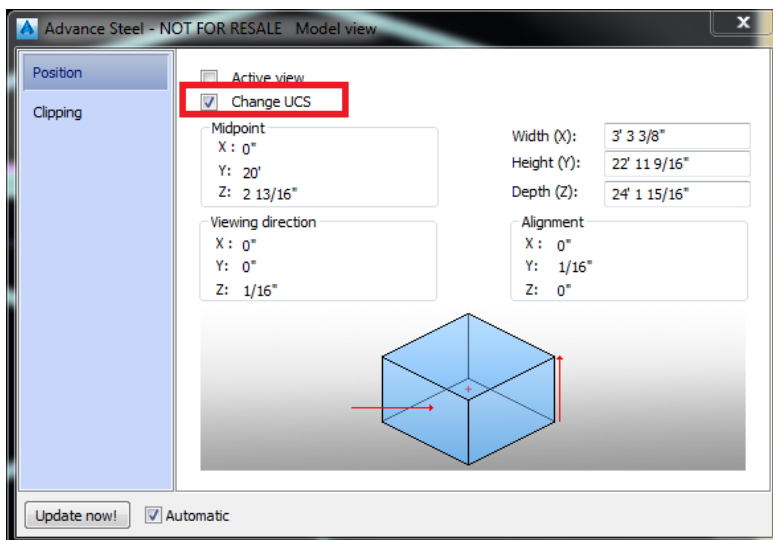 Advance Steel - NOT FOR RESALE   Model view
x
Position
Clipping
Active view
Change UCS
Midpoint
X : 0"
Y: 20'
Z: 2 13/16"
Width (X): 3' 3 3/8"
Height (Y): 22' 11 9/16"
Depth (Z): 24' 1 15/16"
Viewing direction
X : 0"
Y: 0"
Z: 1/16"
Alignment
X : 0"
Y: 1/16"
Z: 0"
Update now!
Automatic